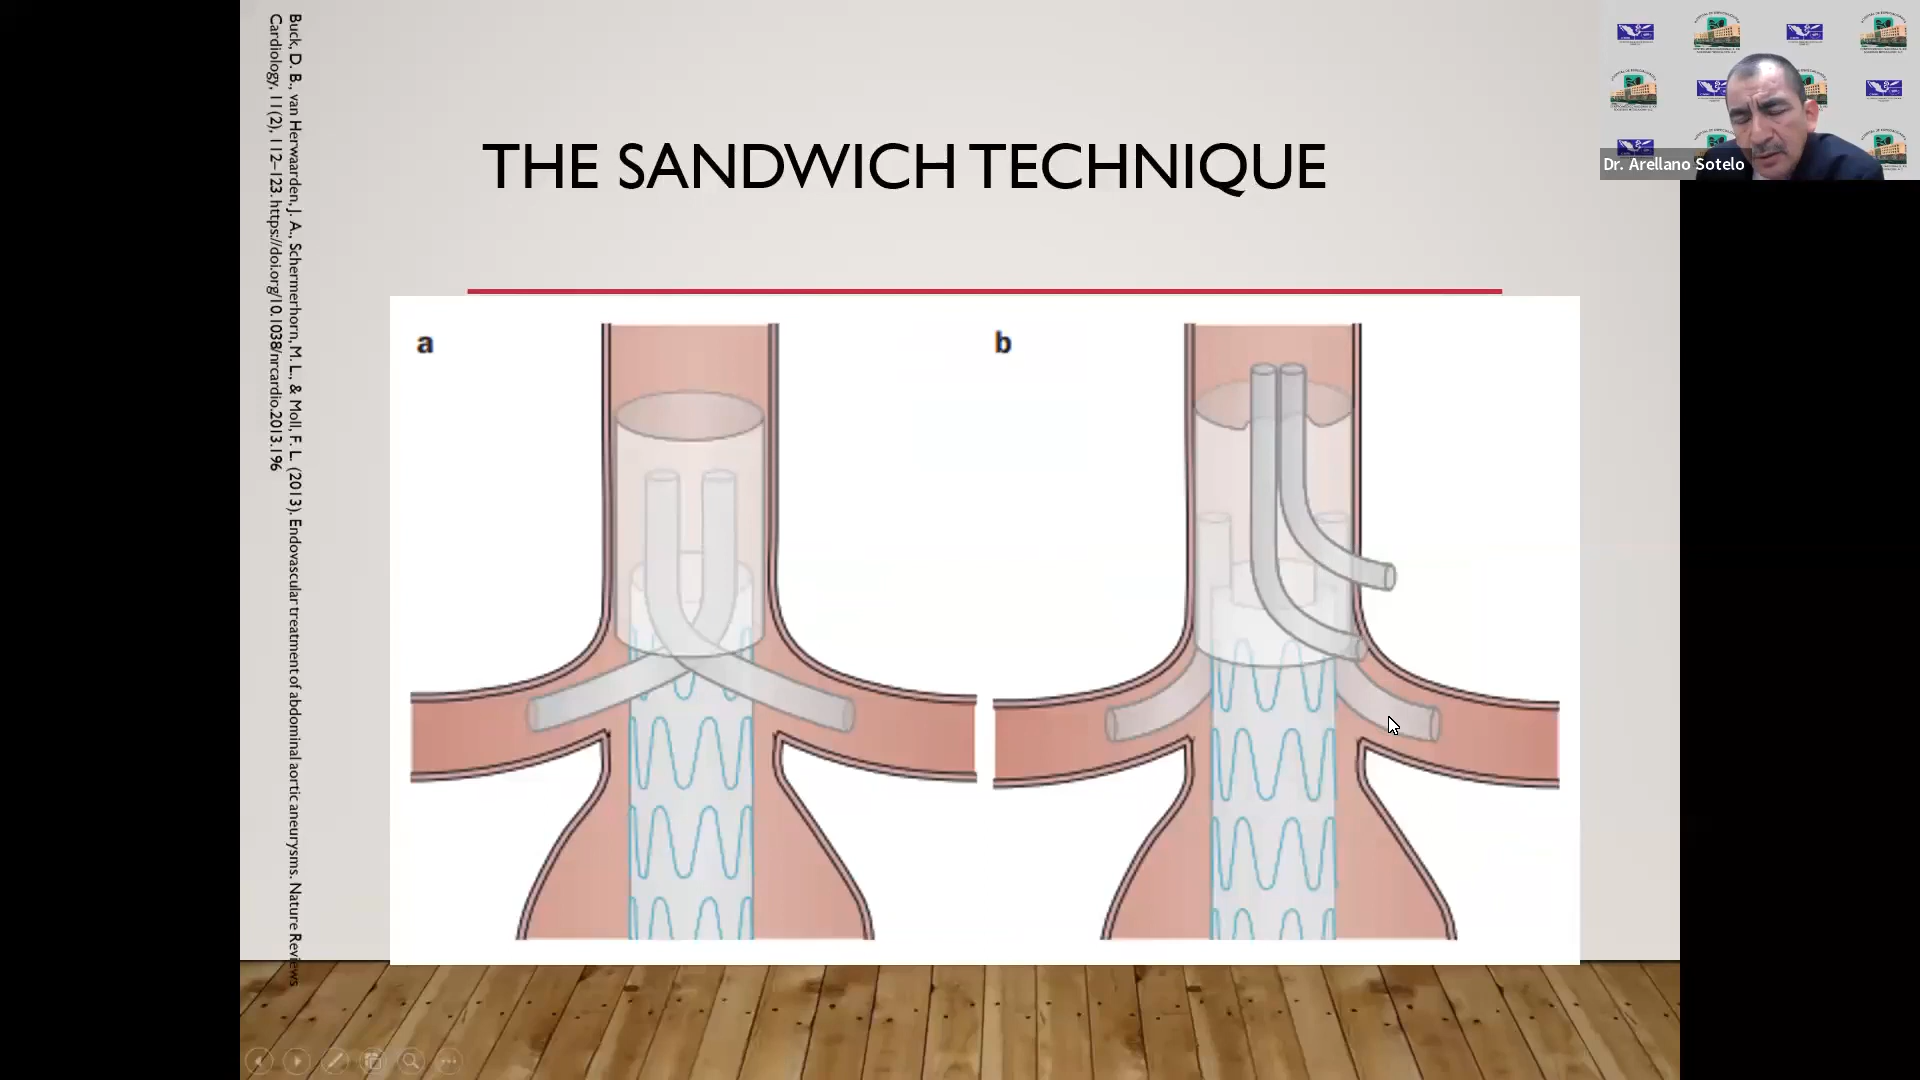 THE SANDWICH TECHNIQUE
Buck, D. B., van Herwaarden, J. A., Schermerhorn, M. L., & Moll, F. L. (2013). Endovascular treatment of abdominal aortic aneurysms. Nature Reviews
Cardiology, 11(2), 112–123. https://doi.org/10.1038/nrcardio.2013.196
a
b
Dr. Arellano Sotelo